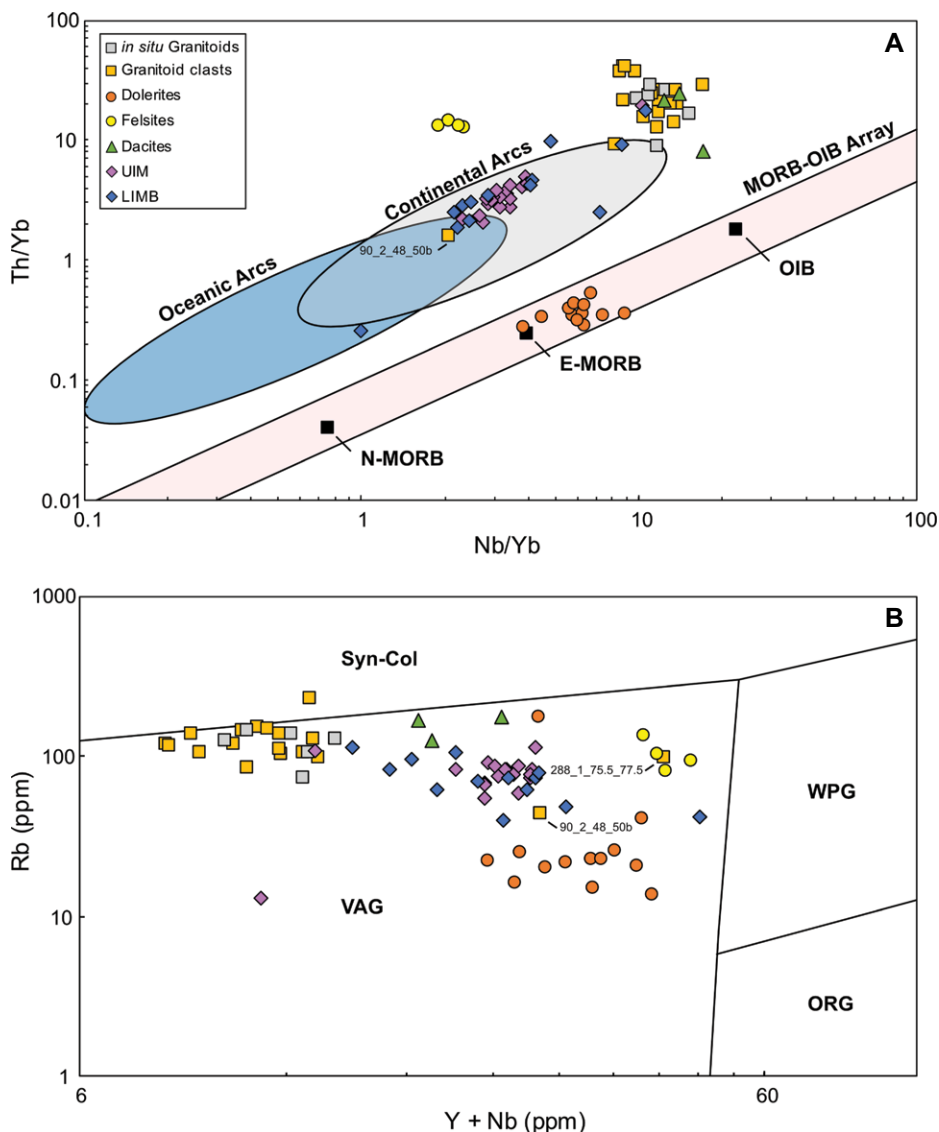 A
in situ Granitoids
Granitoid clasts
Dolerites
Felsites
Dacites
UIM
LIMB
Continental Arcs
Oceanic Arcs
MORB-OIB Array
90_2_48_50b
OIB
E-MORB
N-MORB
100
10
1
0.1
0.01
Th/Yb
0.1
1
10
100
Nb/Yb
B
Syn-Col
WPG
288_1_75.5_77.5
90_2_48_50b
VAG
ORG
1000
100
10
1
Rb (ppm)
6
60
Y + Nb (ppm)